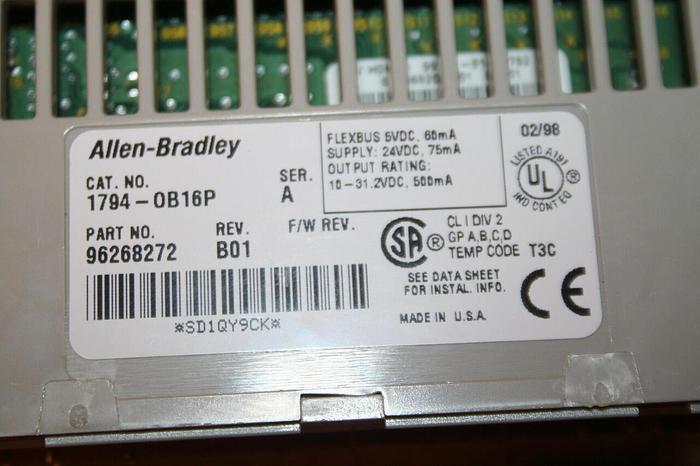 Allen-Bradley
CAT. NO.
1794-OB16P
SER.
A
PART NO.
96268272
REV.
B01
F/W REV.
*SD1QY9CK*
FLEXBUS 5VDC, 60mA
SUPPLY: 24VDC, 75mA
OUTPUT RATING:
10-31.2VDC, 500mA
02/98
LISTED A197
UL
®
IND CONT EQ
SA
®
CL I DIV 2
GP A,B,C,D
TEMP CODE T3C
SEE DATA SHEET
FOR INSTAL. INFO.
CE
MADE IN U.S.A.